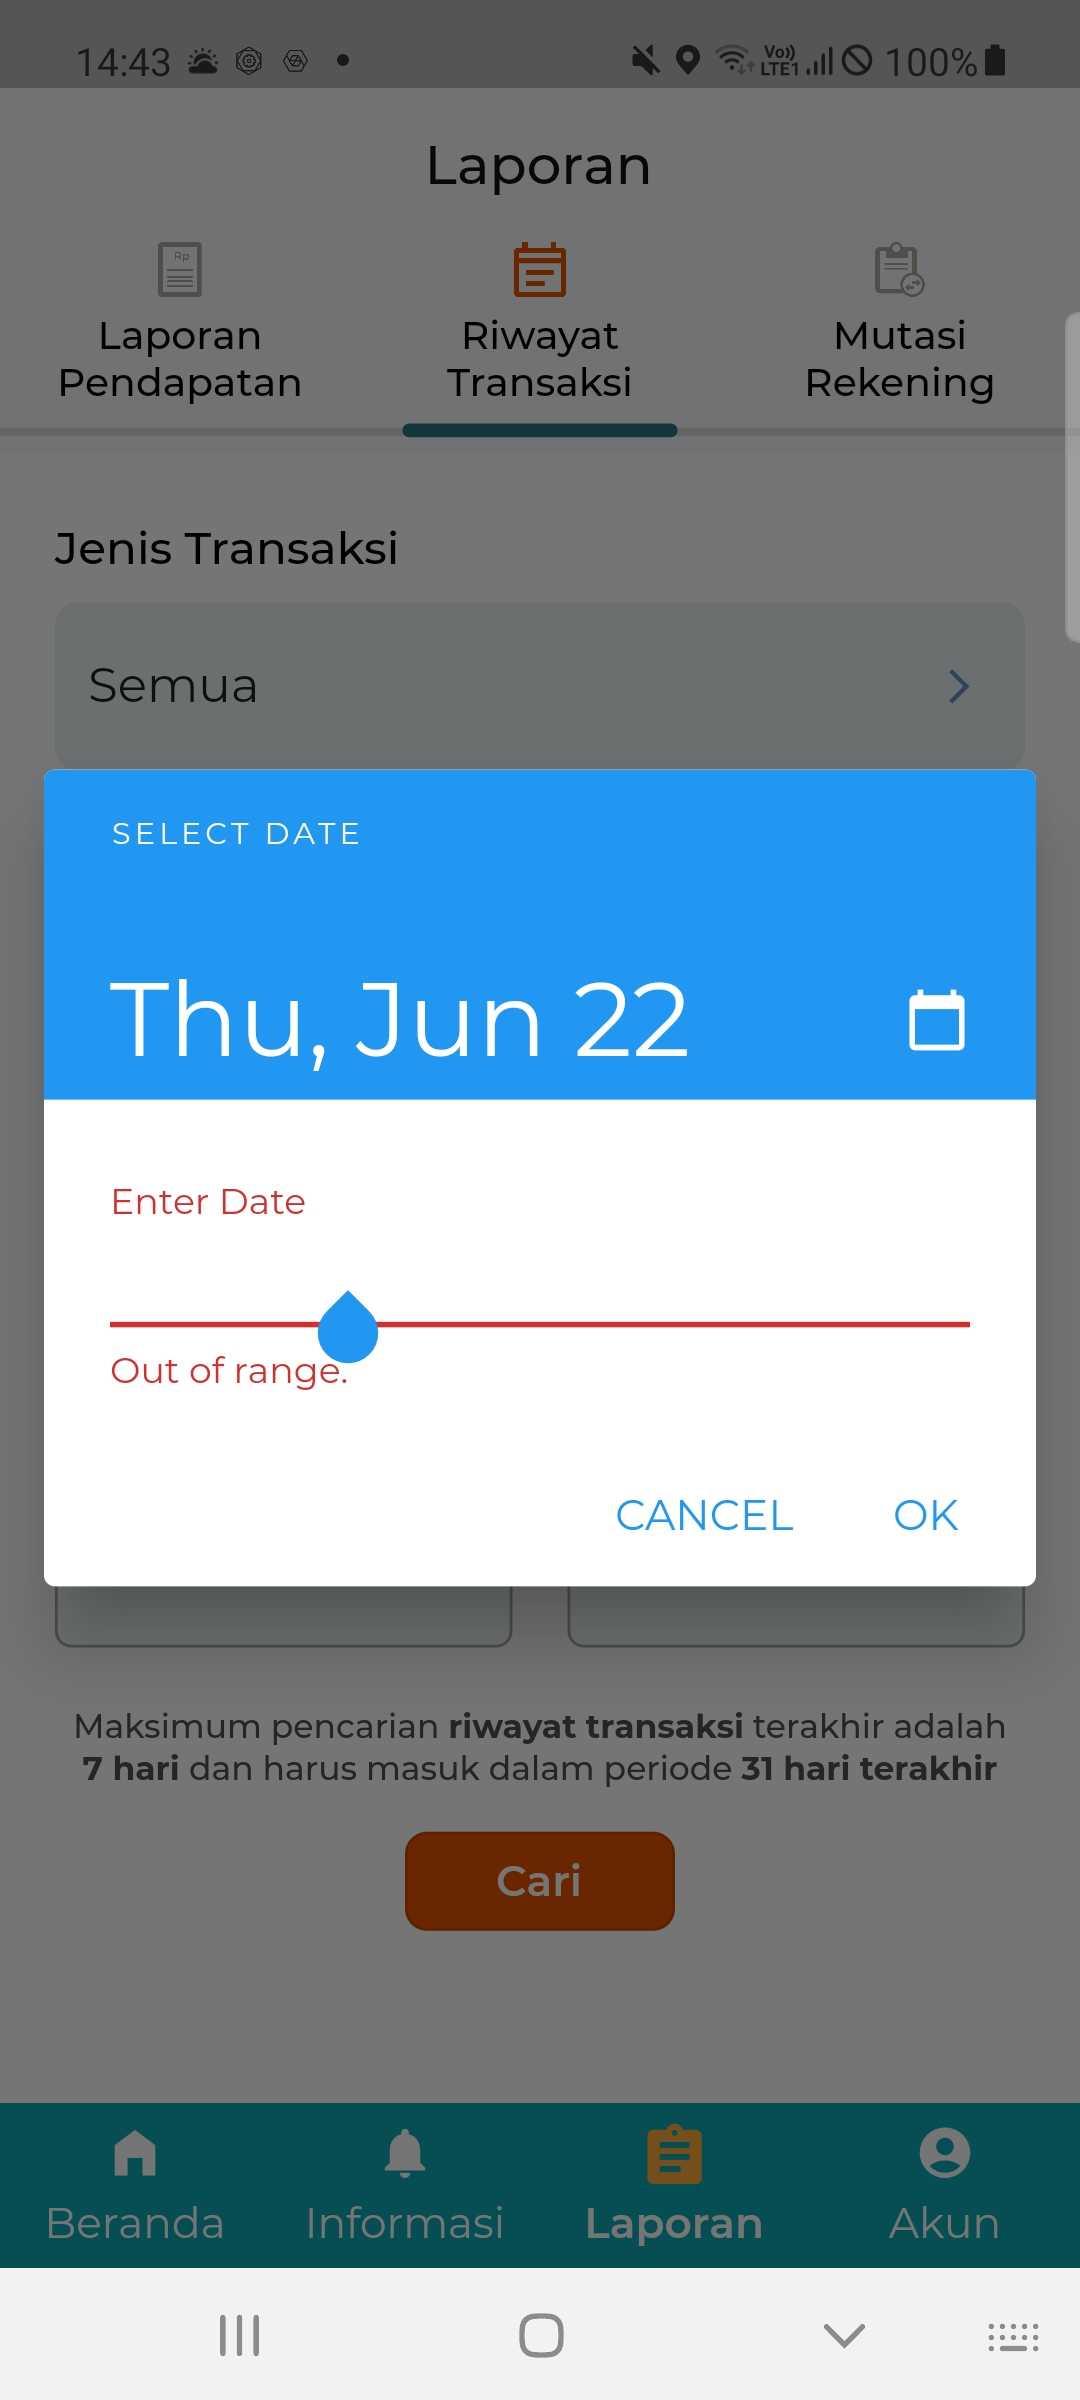 14:43
Vo))
LTE1
100%
Laporan
Rp
Laporan
Pendapatan
Riwayat
Transaksi
Mutasi
Rekening
Jenis Transaksi
Semua
SELECT DATE
Thu, Jun 22
Enter Date
Out of range.
CANCEL
OK
Maksimum pencarian riwayat transaksi terakhir adalah
7 hari dan harus masuk dalam periode 31 hari terakhir
Cari
Beranda
Informasi
Laporan
Akun